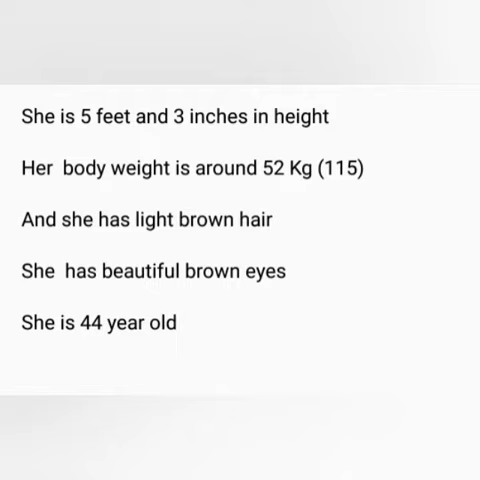 She is 5 feet and 3 inches in height
Her body weight is around 52 Kg (115)
And she has light brown hair
She has beautiful brown eyes
She is 44 year old